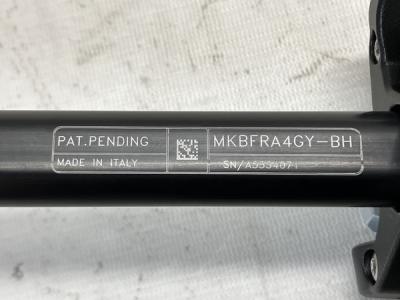 PAT.PENDING
MADE IN ITALY
MKBFRA4GY-BH
SN/A5534071